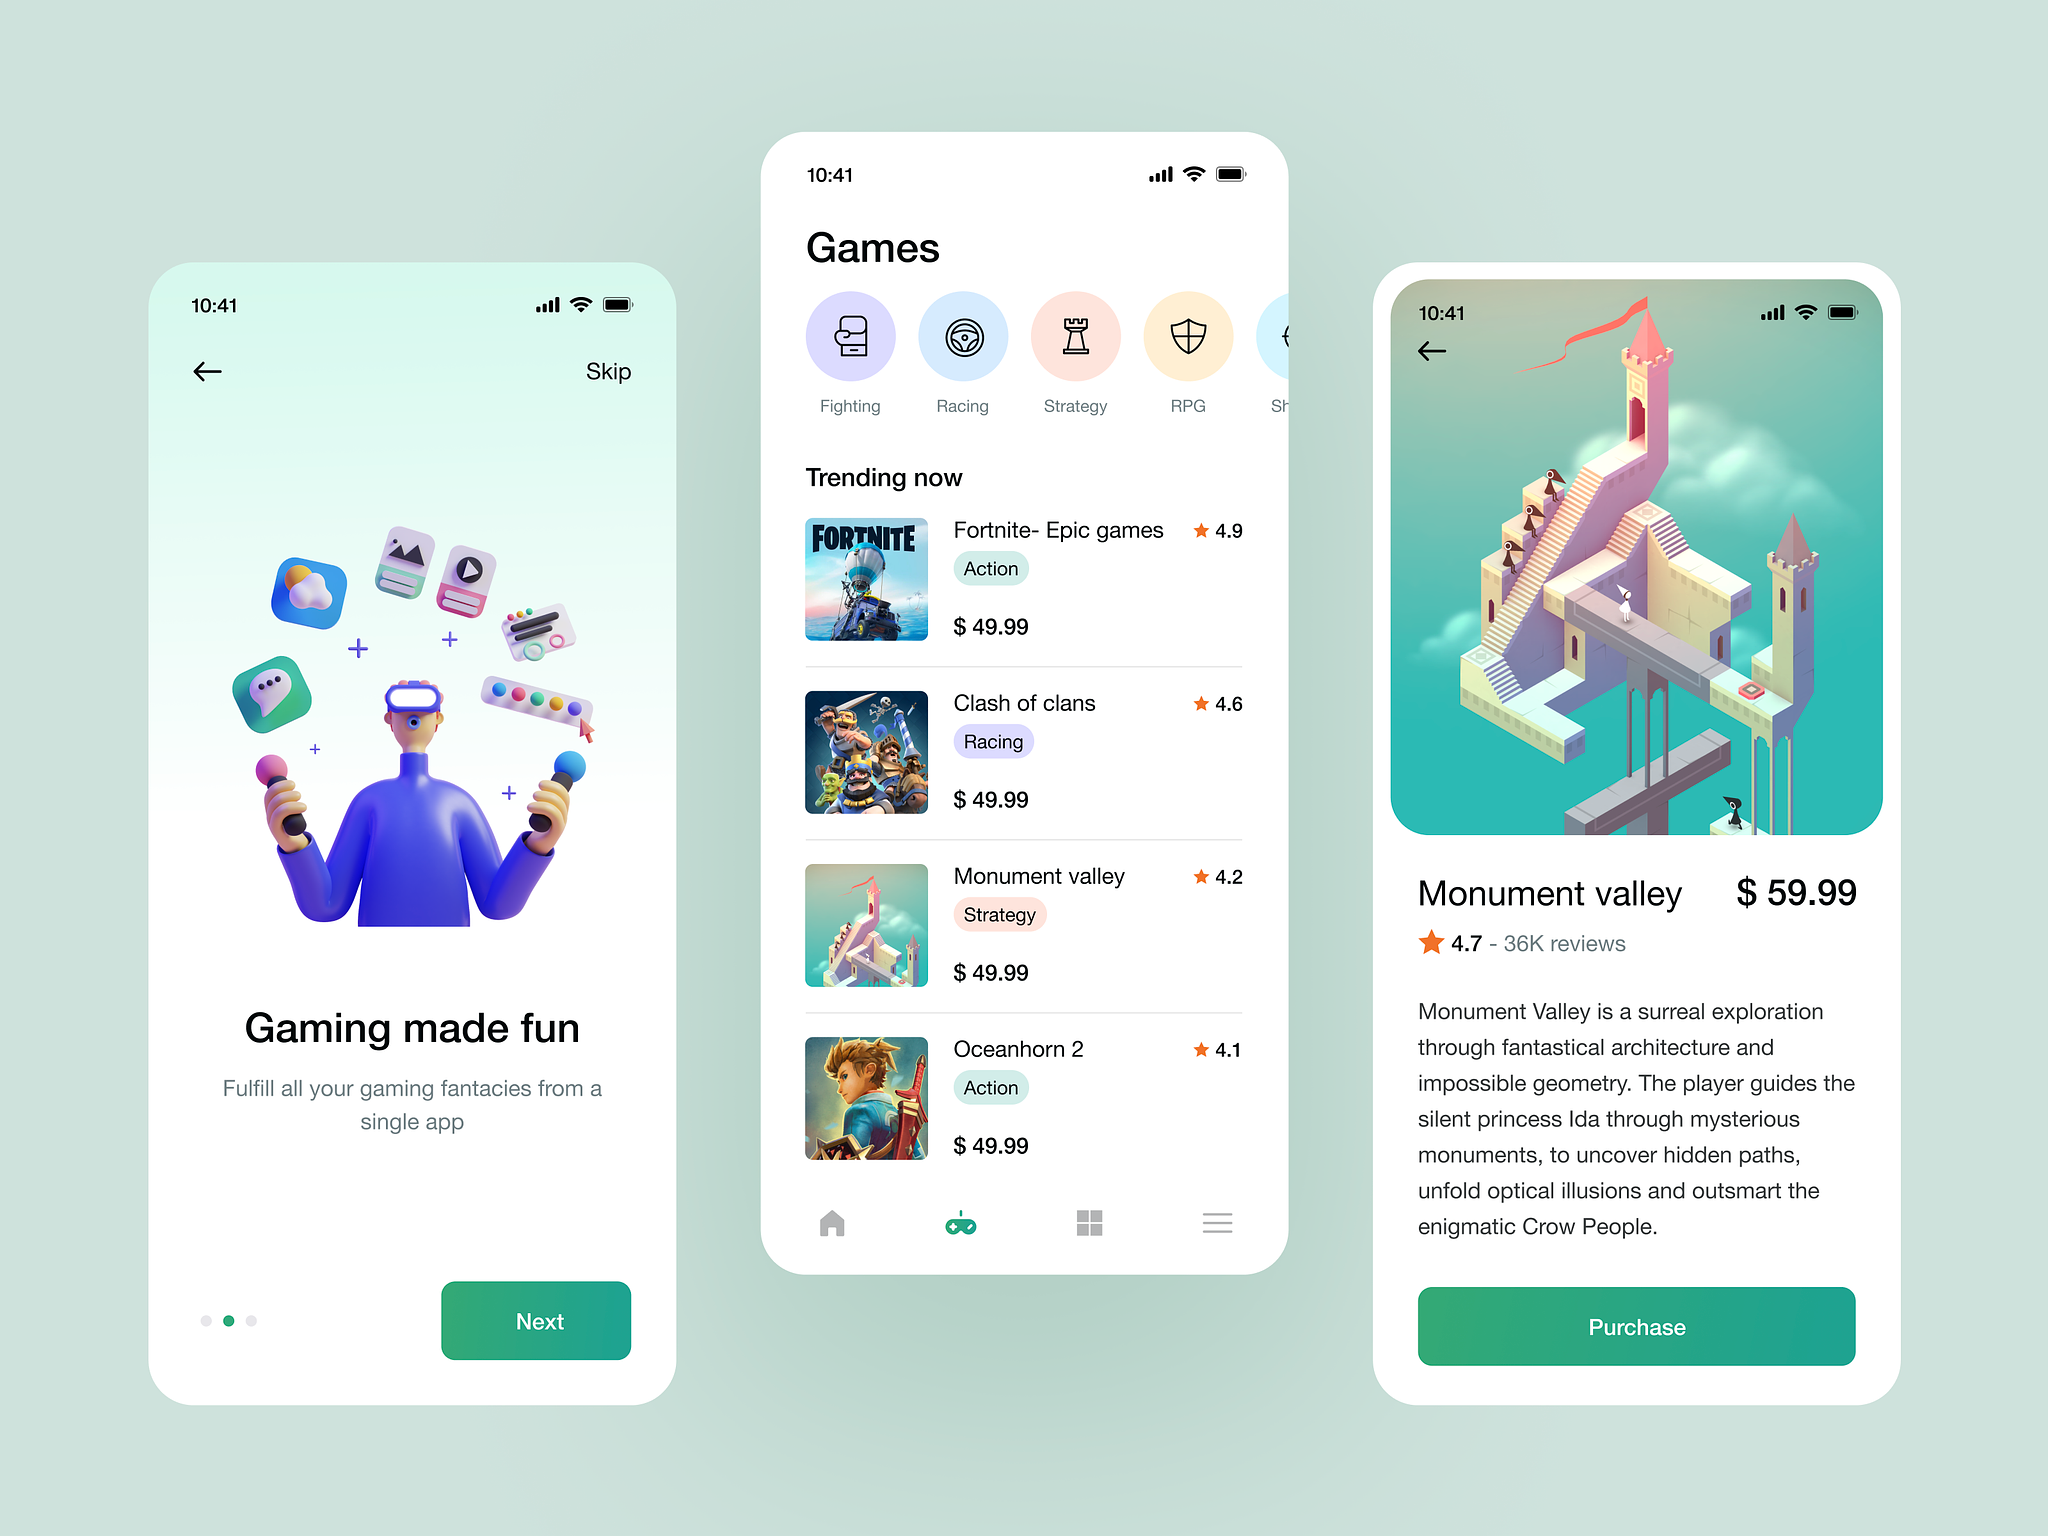 10:41
Skip
Gaming made fun
Fulfill all your gaming fantacies from a
single app
Next
10:41
Games
Fighting
Racing
Strategy
RPG
Sh
Trending now
FORTNITE
Fortnite- Epic games
4.9
Action
$ 49.99
Clash of clans
4.6
Racing
$ 49.99
Monument valley
4.2
Strategy
$ 49.99
Oceanhorn 2
4.1
Action
$ 49.99
10:41
Monument valley
$ 59.99
4.7 - 36K reviews
Monument Valley is a surreal exploration
through fantastical architecture and
impossible geometry. The player guides the
silent princess Ida through mysterious
monuments, to uncover hidden paths,
unfold optical illusions and outsmart the
enigmatic Crow People.
Purchase